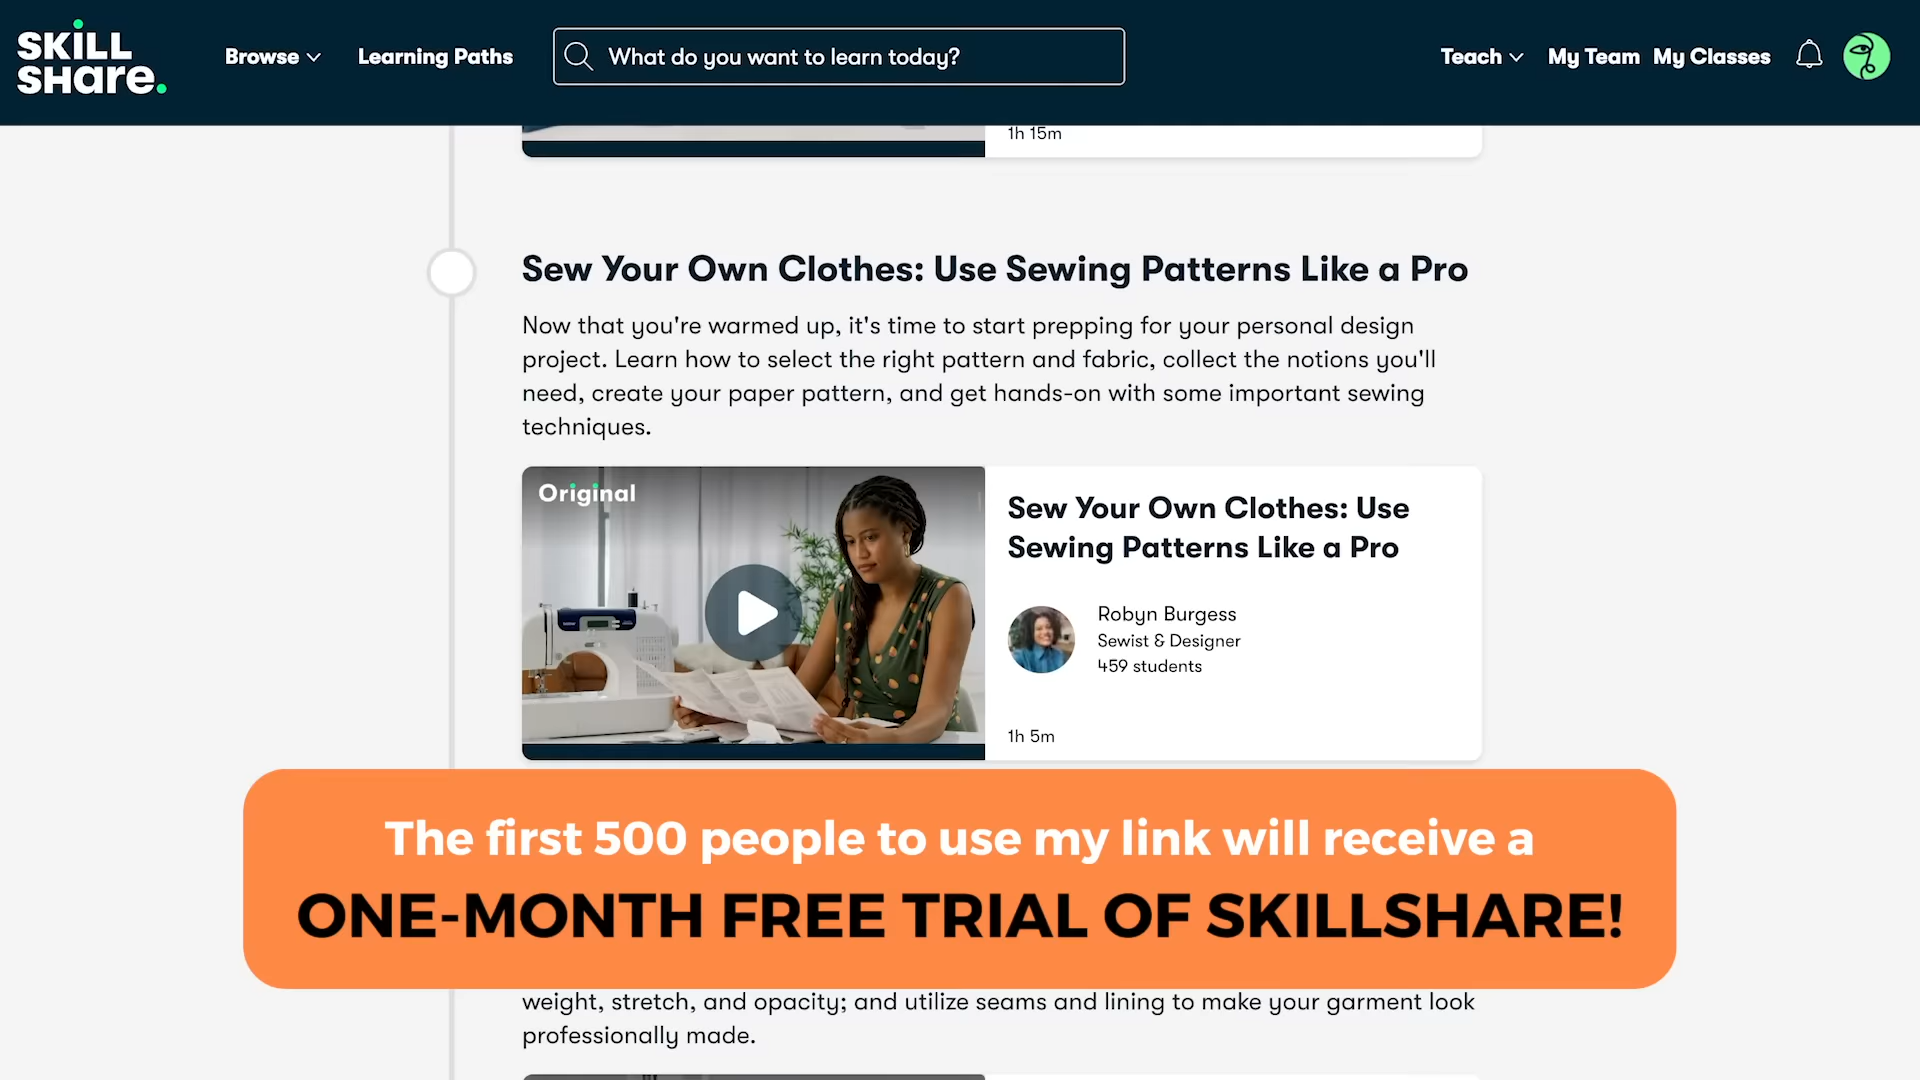 SKILL
SHare.
Browse
Learning Paths
What do you want to learn today?
Teach
My Team
My Classes
1h 15m
Sew Your Own Clothes: Use Sewing Patterns Like a Pro
Now that you're warmed up, it's time to start prepping for your personal design
project. Learn how to select the right pattern and fabric, collect the notions you'll
need, create your paper pattern, and get hands-on with some important sewing
techniques.
Original
Sew Your Own Clothes: Use
Sewing Patterns Like a Pro
Robyn Burgess
Sewist & Designer
459 students
1h 5m
The first 500 people to use my link will receive a
ONE-MONTH FREE TRIAL OF SKILLSHARE!
weight, stretch, and opacity; and utilize seams and lining to make your garment look
professionally made.